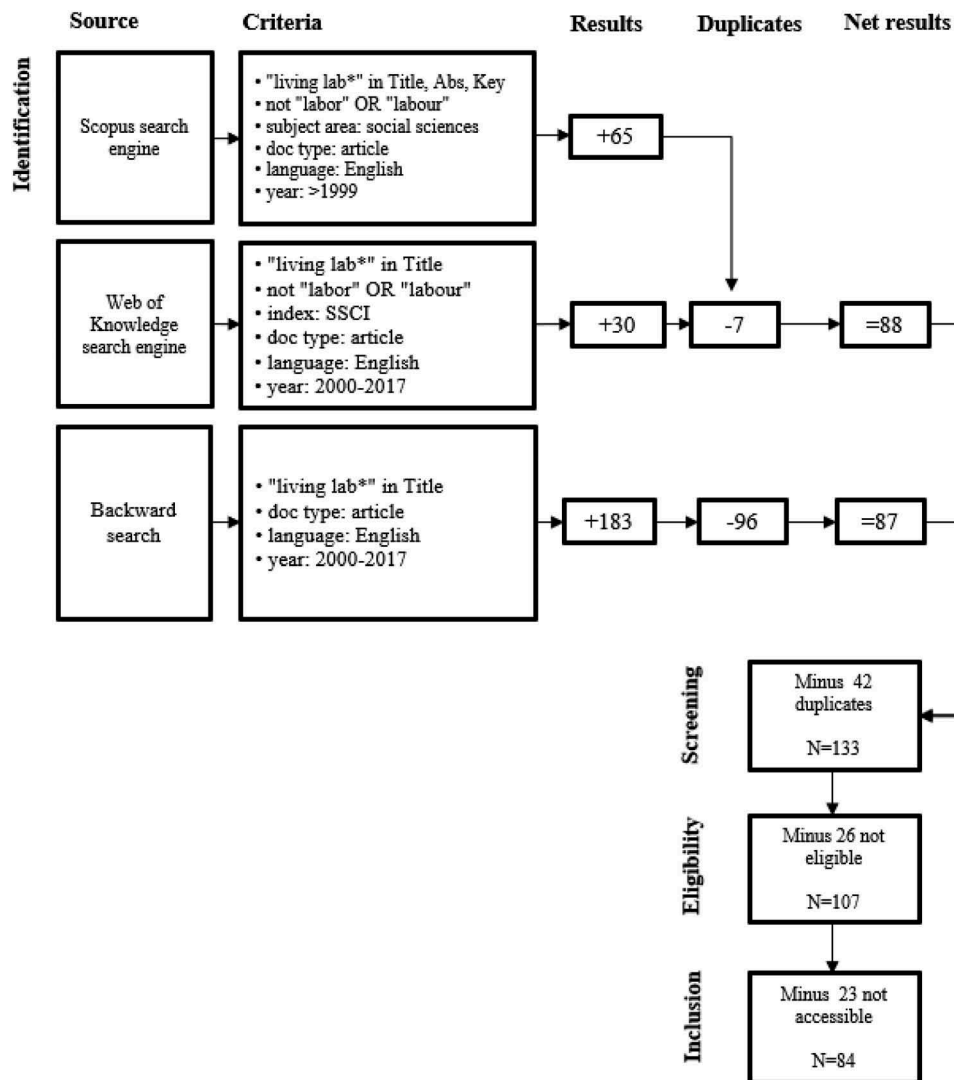 Source Criteria Results Duplicates Net results
Identification
Scopus search
engine
• "living lab*" in Title, Abs, Key
• not "labor" OR "labour"
• subject area: social sciences
• doc type: article
• language: English
• year: >1999
+65
Web of
Knowledge
search engine
• "living lab*" in Title
• not "labor" OR "labour"
• index: SSCI
• doc type: article
• language: English
• year: 2000-2017
+30
-7
=88
Backward
search
• "living lab*" in Title
• doc type: article
• language: English
• year: 2000-2017
+183
-96
=87
Screening
Minus 42
duplicates
N=133
Eligibility
Minus 26 not
eligible
N=107
Inclusion
Minus 23 not
accessible
N=84